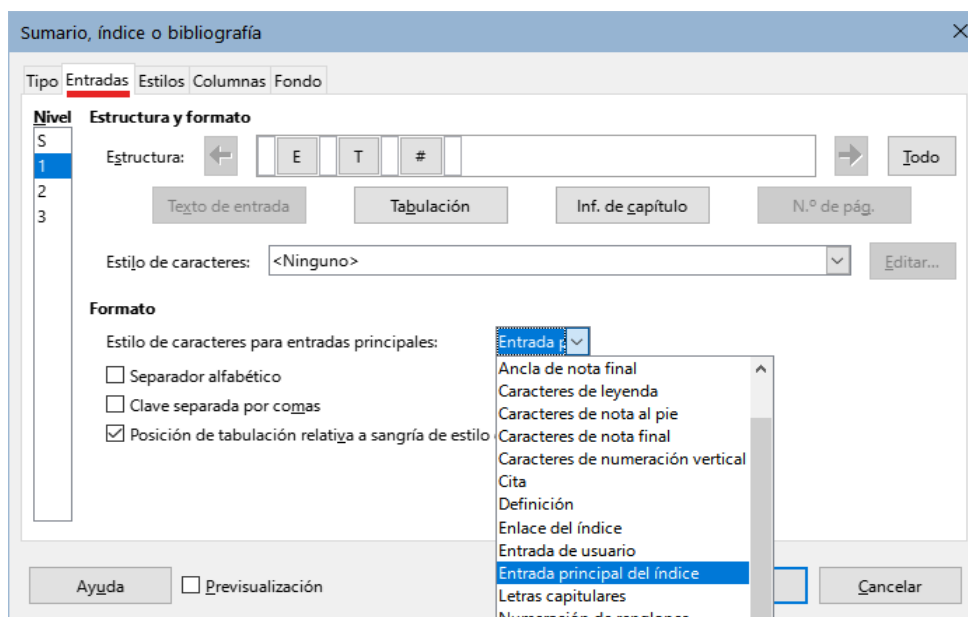 Sumario, índice o bibliografía
Tipo Entradas Estilos Columnas Fondo
Nivel
S
1
2
3
Estructura y formato
Estructura: E T # Todo
Texto de entrada Tabulación Inf. de capítulo N.º de pág.
Estilo de caracteres: <Ninguno> Editar...
Formato
Estilo de caracteres para entradas principales: Entrada
Separador alfabético
Clave separada por comas
Posición de tabulación relativa a sangría de estilo
Ancla de nota final
Caracteres de leyenda
Caracteres de nota al pie
Caracteres de nota final
Caracteres de numeración vertical
Cita
Definición
Enlace del índice
Entrada de usuario
Entrada principal del índice
Letras capitulares
Ayuda Previsualización Cancelar